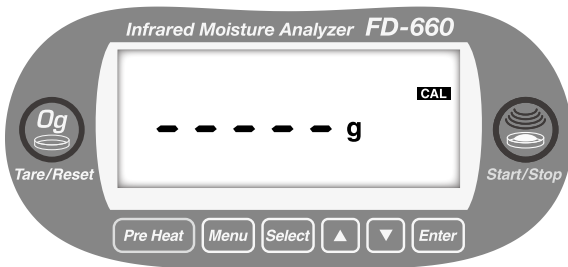 Infrared Moisture Analyzer FD-660
CAL
- - - - - g
0g
Tare/Reset
Start/Stop
Pre Heat Menu Select ▲ ▼ Enter